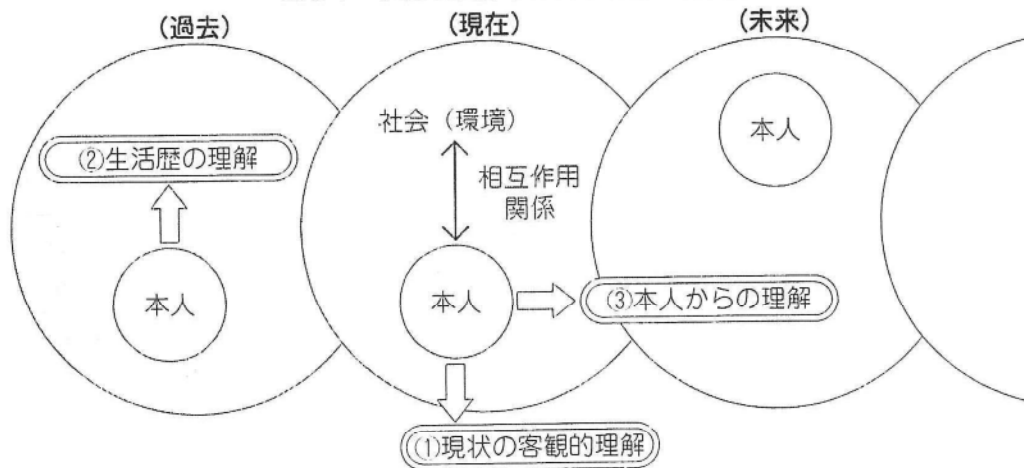 (過去)
(現在)
(未来)
②生活歴の理解
本人
社会(環境)
相互作用
関係
本人
①現状の客観的理解
本人
③本人からの理解